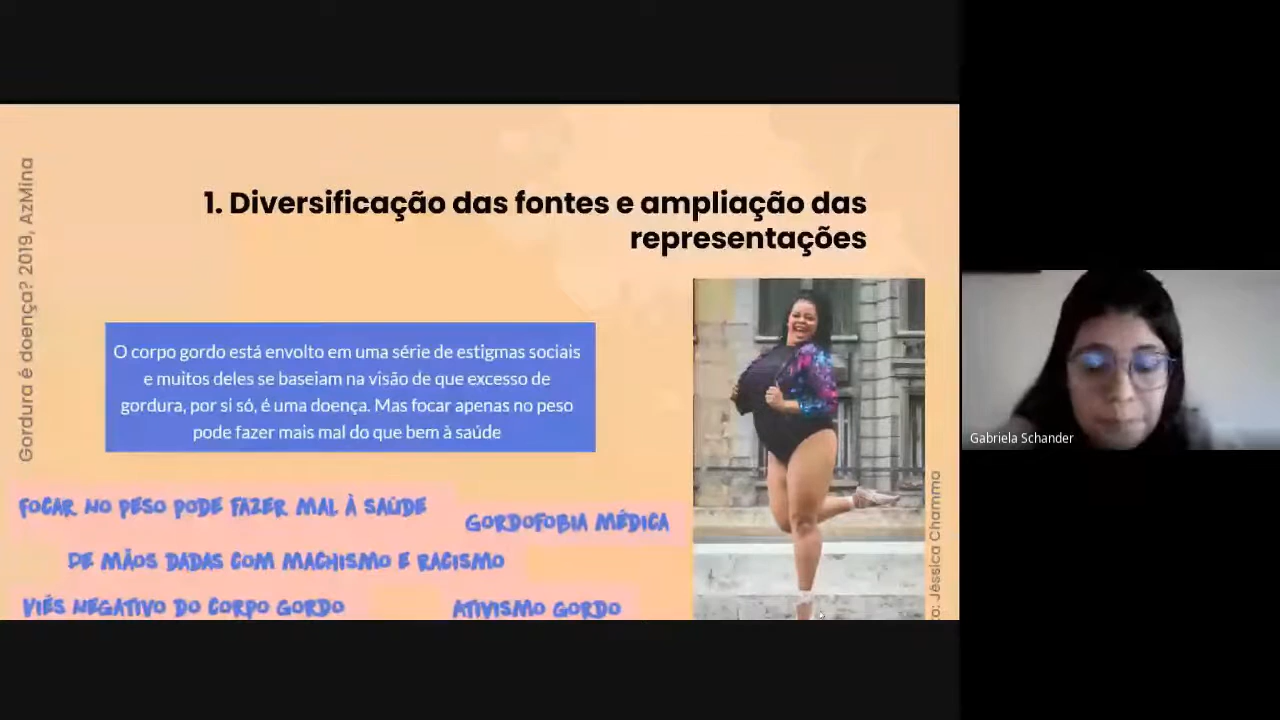 Gordura é doença? 2019, AzMina
1. Diversificação das fontes e ampliação das
representações
O corpo gordo está envolto em uma série de estigmas sociais
e muitos deles se baseiam na visão de que excesso de
gordura, por si só, é uma doença. Mas focar apenas no peso
pode fazer mais mal do que bem à saúde
FOCAR NO PESO PODE FAZER MAL À SAÚDE
GORDOFOBIA MÉDICA
DE MÃOS DADAS COM MACHISMO E RACISMO
VIÉS NEGATIVO DO CORPO GORDO
ATIVISMO GORDO
to: Jéssica Chamma
Gabriela Schander